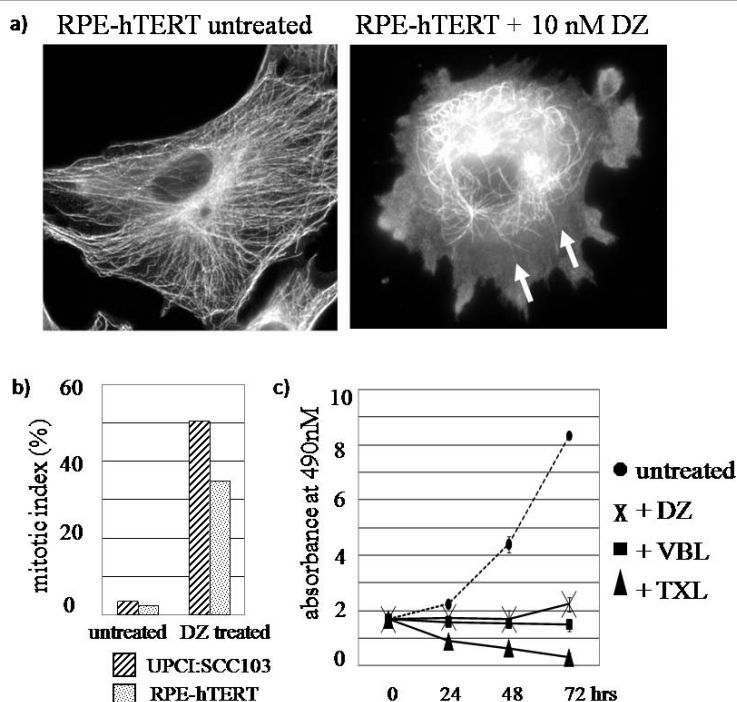 a) RPE-hTERT untreated RPE-hTERT + 10 nM DZ
b)
mitotic index (%)
60
40
20
0
untreated DZ treated
UPCI:SCC103
RPE-hTERT
c)
absorbance at 490nM
10
8
6
4
2
0
0 24 48 72 hrs
untreated
+ DZ
+ VBL
+ TXL